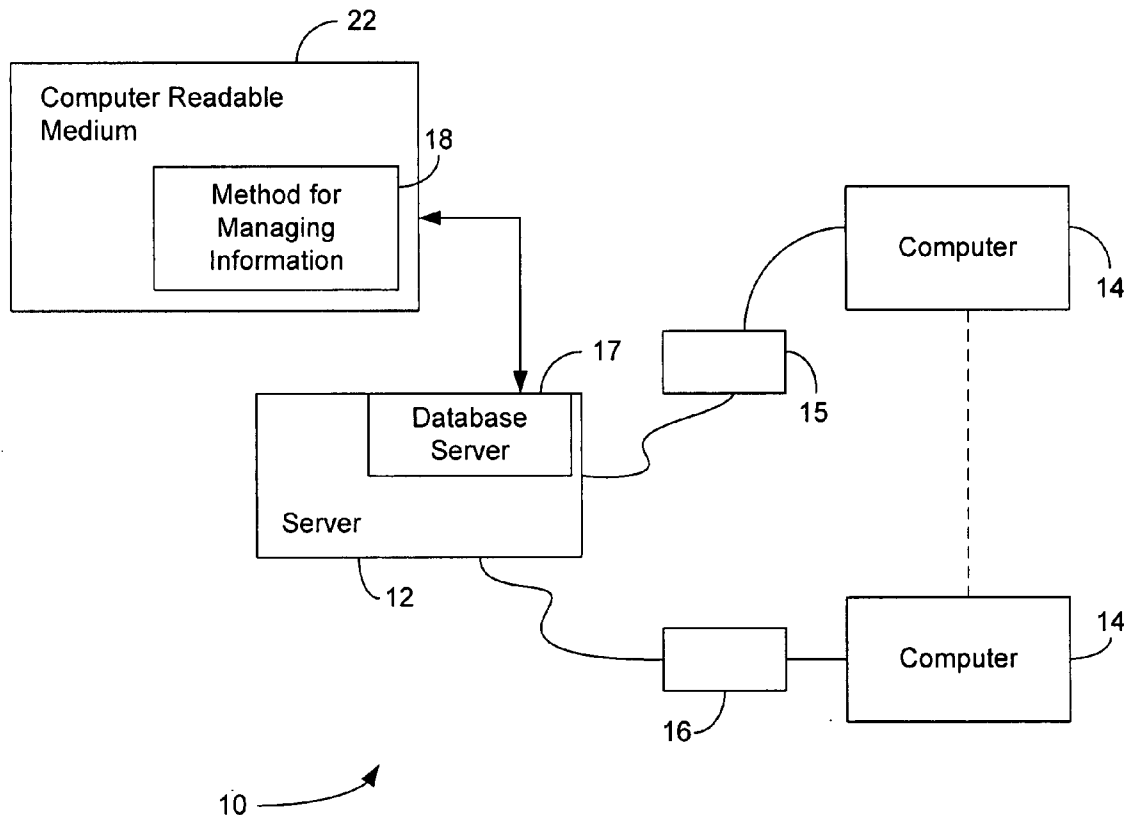 22
Computer Readable
Medium
18
Method for
Managing
Information
Computer
14
17
15
Database
Server
Server
12
14
Computer
16
10